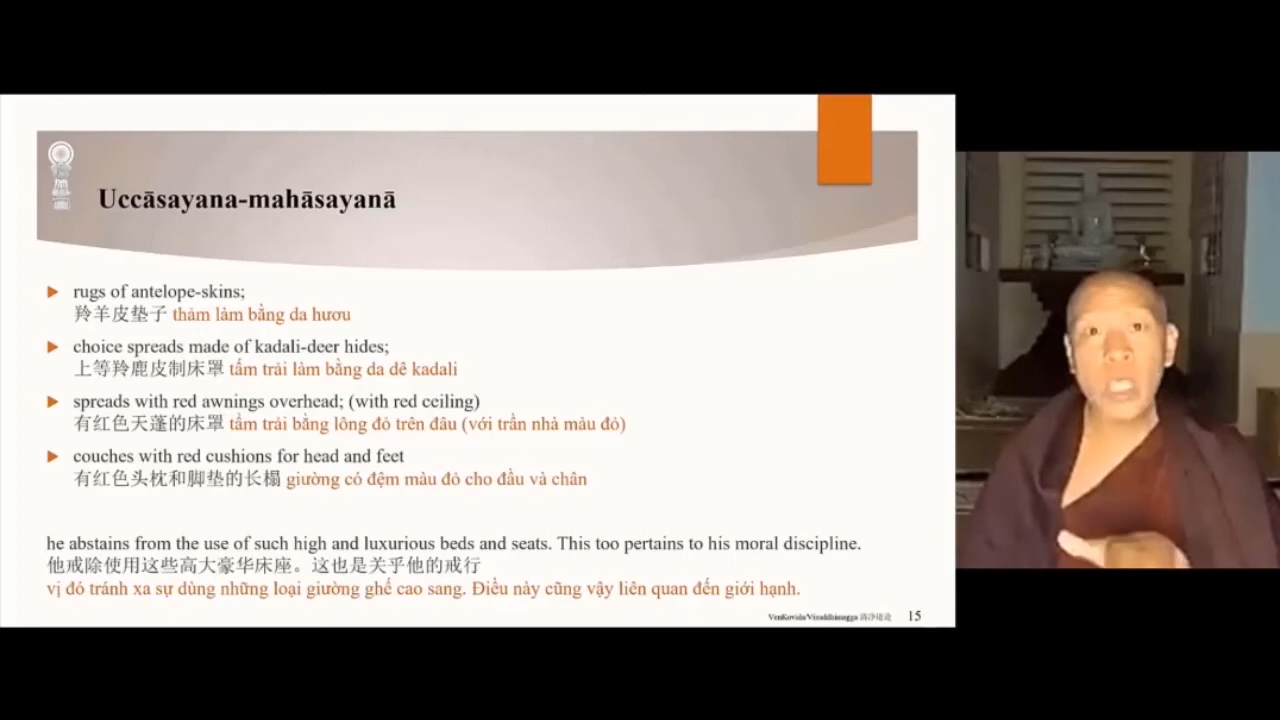 Uccāsayana-mahāsayanā
rugs of antelope-skins;
羚羊皮垫子 thảm làm bằng da hươu
choice spreads made of kadali-deer hides;
上等羚鹿皮制床罩 tấm trải làm bằng da dê kadali
spreads with red awnings overhead; (with red ceiling)
有红色天蓬的床罩 tấm trải bằng lông đỏ trên đâu (với trần nhà màu đỏ)
couches with red cushions for head and feet
有红色头枕和脚垫的长榻 giường có đệm màu đỏ cho đầu và chân
he abstains from the use of such high and luxurious beds and seats. This too pertains to his moral discipline.
他戒除使用这些高大豪华床座。这也是关乎他的戒行
vị đó tránh xa sự dùng những loại giường ghế cao sang. Điều này cũng vậy liên quan đến giới hạnh.
VenKovida/Visuddhimagga 清净道论 15